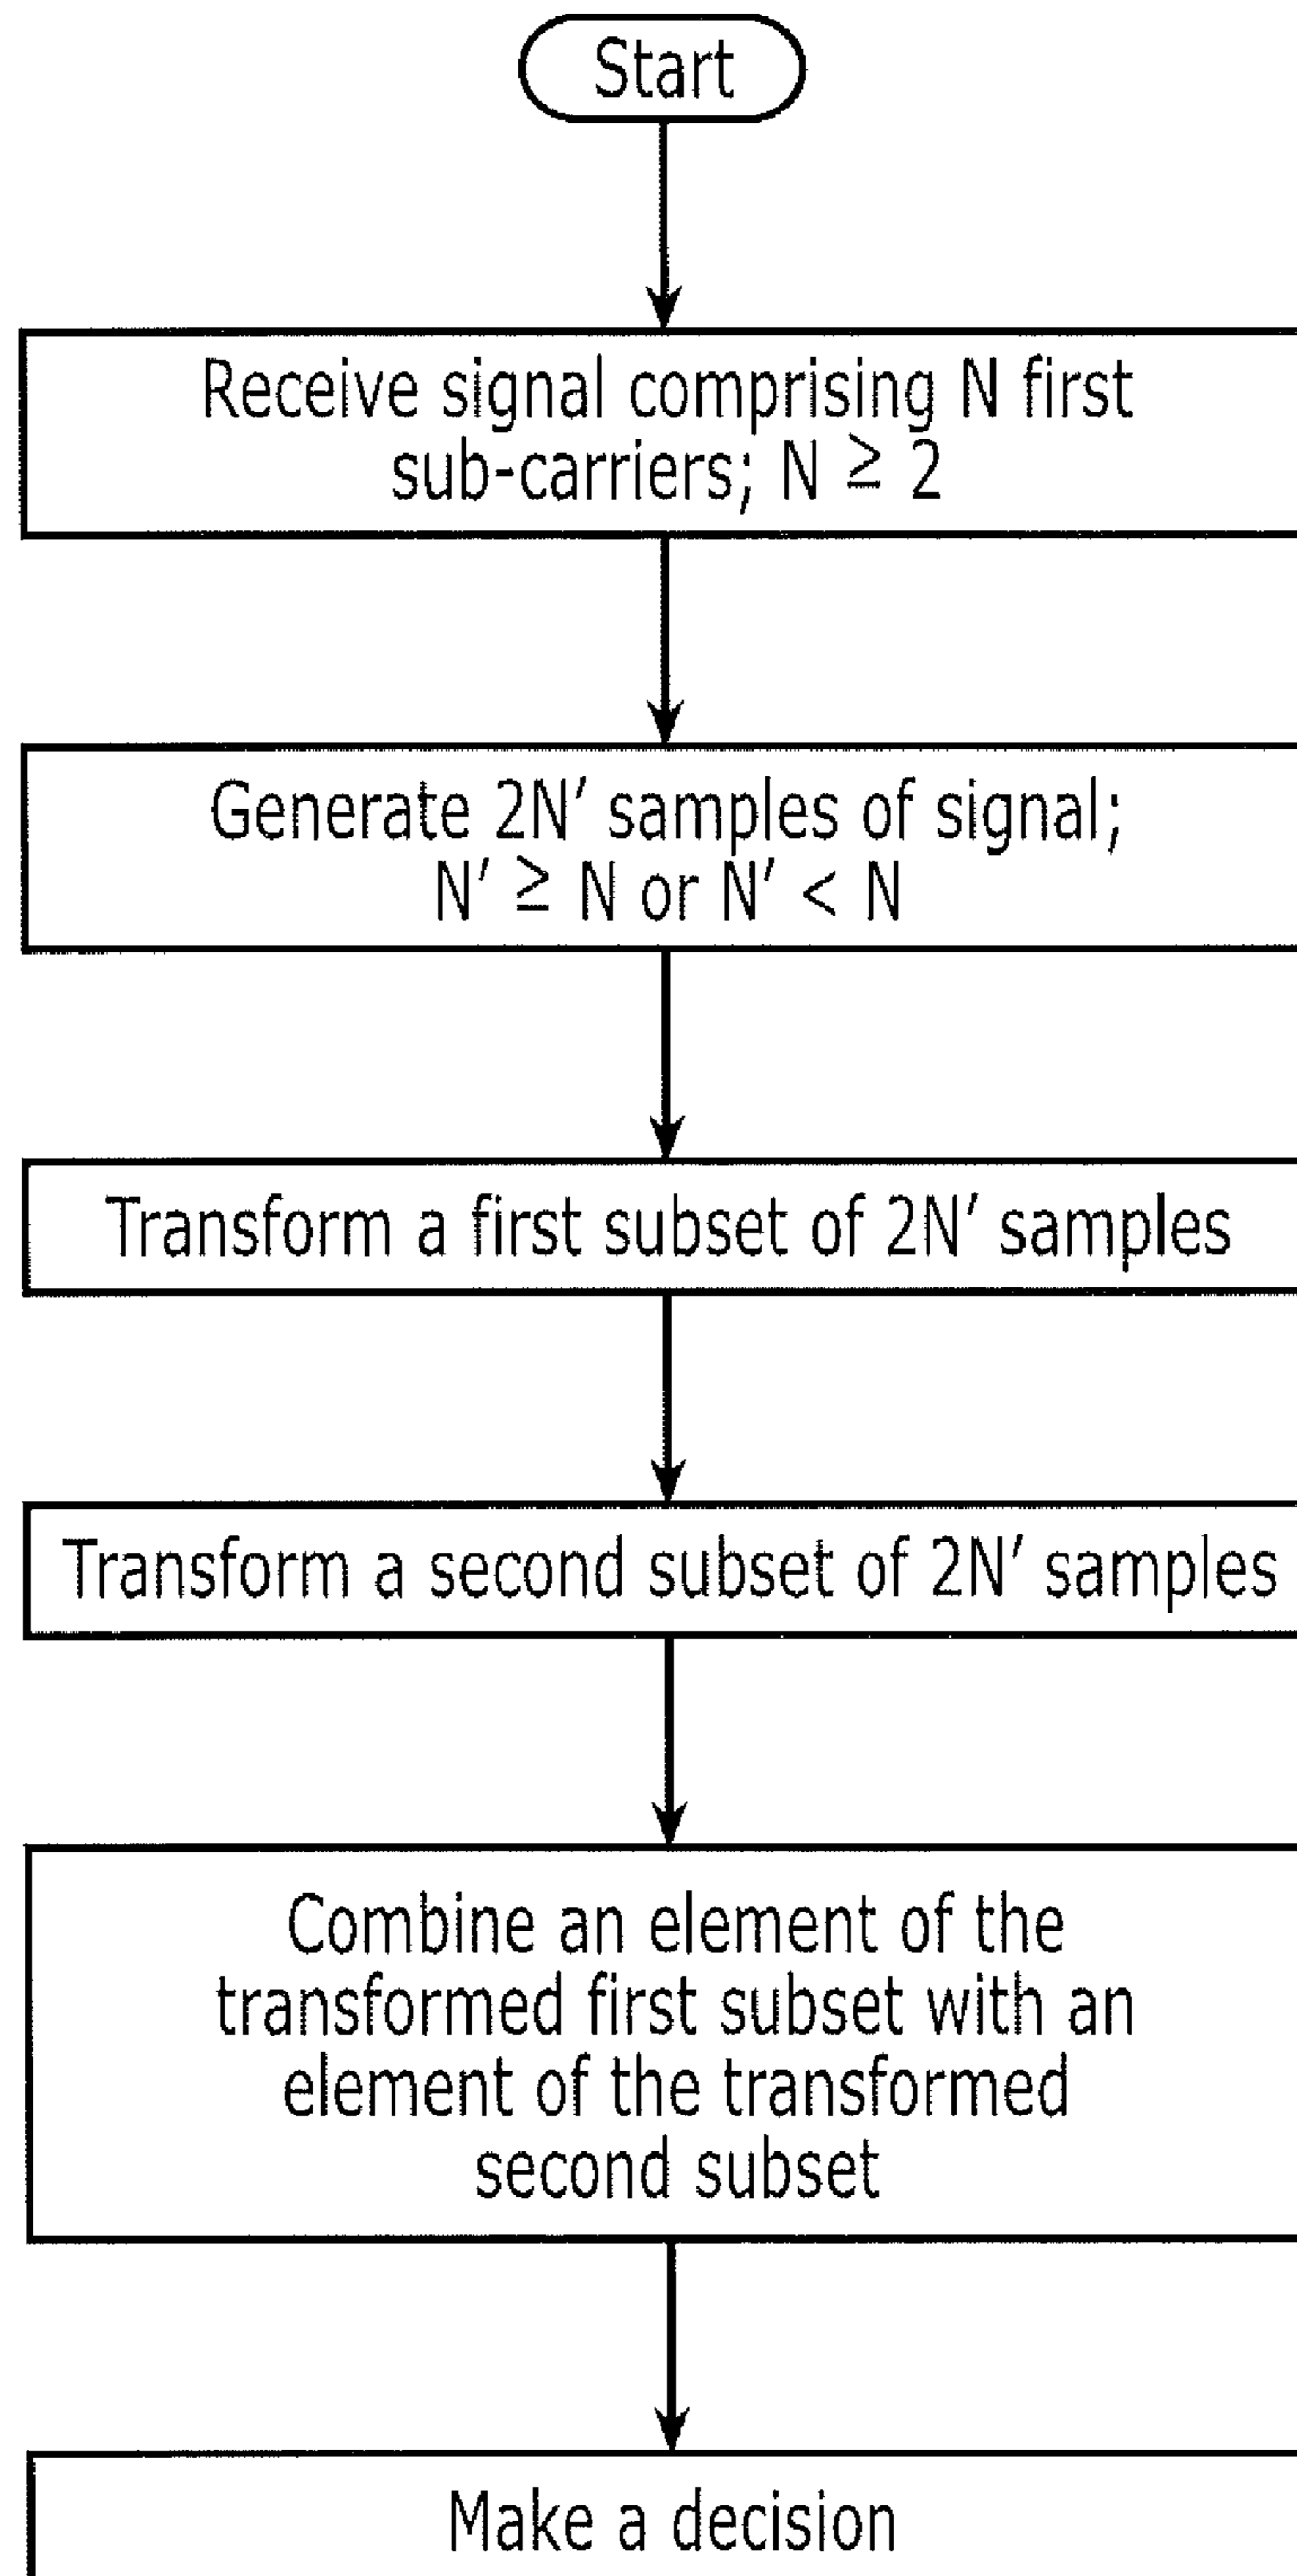 Start
Receive signal comprising N first
sub-carriers; N ≥ 2
Generate 2N′ samples of signal;
N′ ≥ N or N′ < N
Transform a first subset of 2N′ samples
Transform a second subset of 2N′ samples
Combine an element of the
transformed first subset with an
element of the transformed
second subset
Make a decision